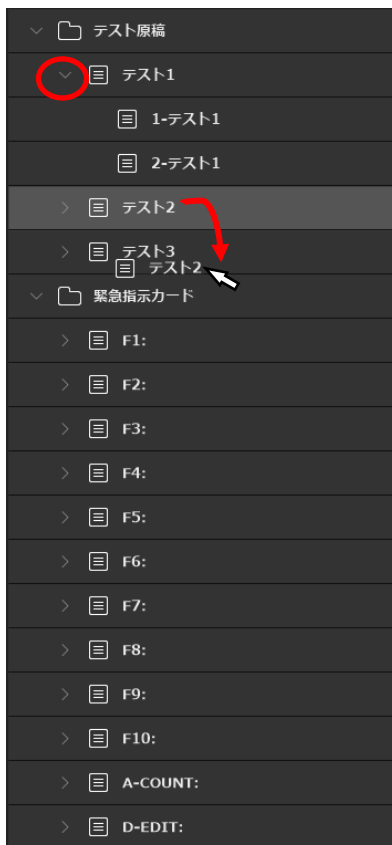 テスト原稿
テスト1
1-テスト1
2-テスト1
テスト2
テスト3
テスト2
緊急指示カード
F1:
F2:
F3:
F4:
F5:
F6:
F7:
F8:
F9:
F10:
A-COUNT:
D-EDIT: